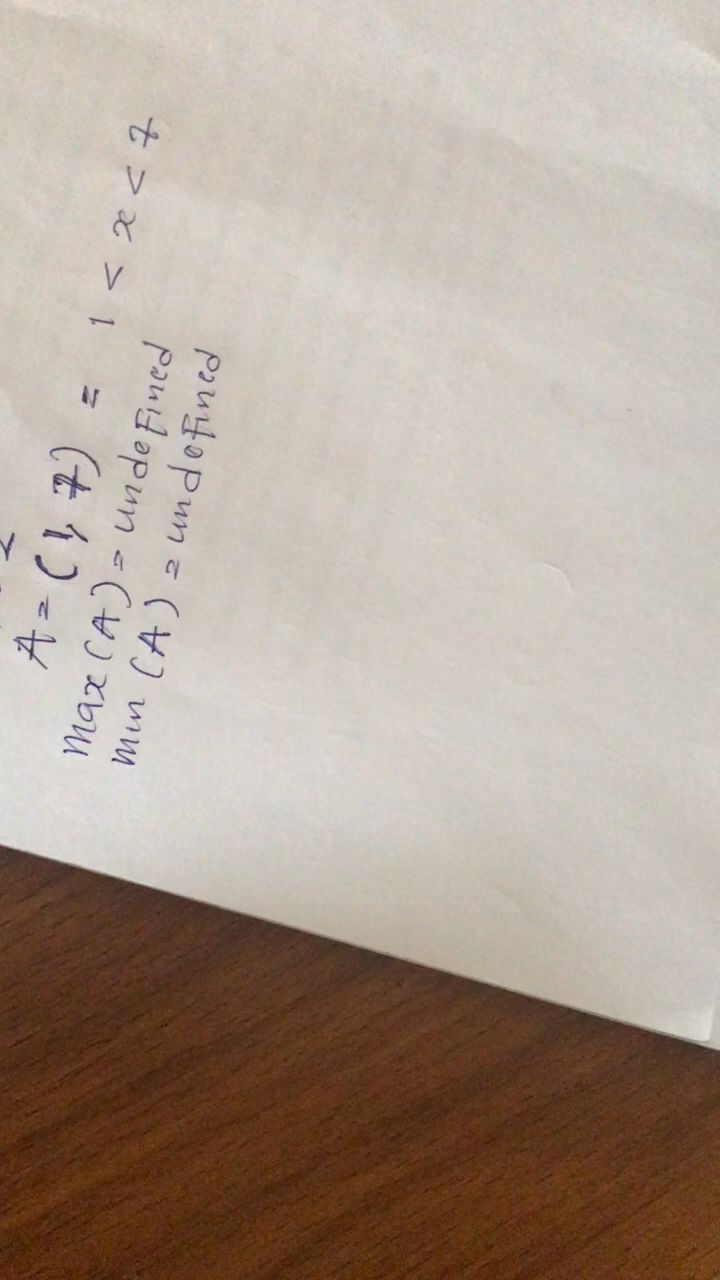 A = (1, 7) = 1 < x < 7
max (A) = undefined
min (A) = undefined